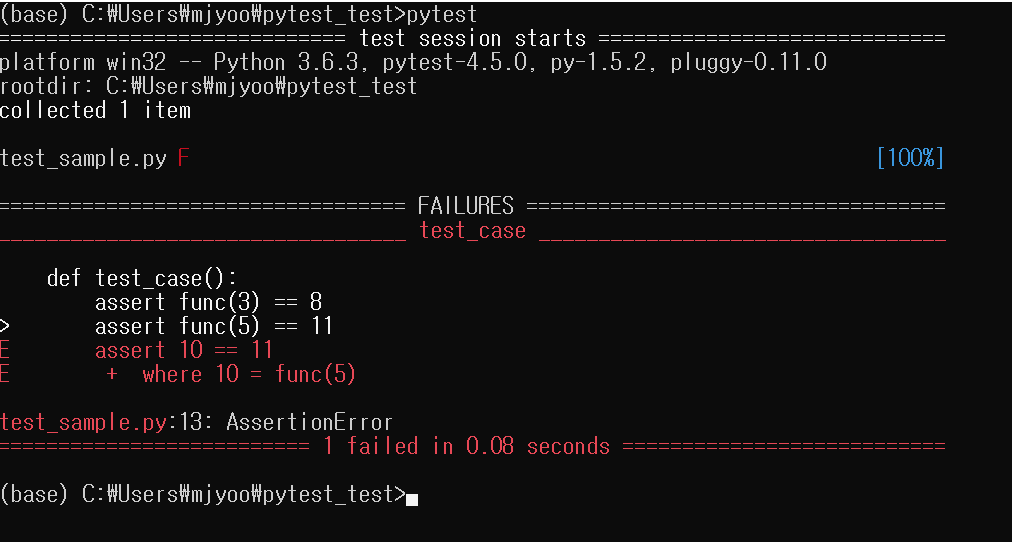 (base) C:₩Users₩mjyoo₩pytest_test>pytest
============================= test session starts =============================
platform win32 -- Python 3.6.3, pytest-4.5.0, py-1.5.2, pluggy-0.11.0
rootdir: C:₩Users₩mjyoo₩pytest_test
collected 1 item
test_sample.py F [100%]
================================== FAILURES ===================================
__________________________________ test_case __________________________________
def test_case():
assert func(3) == 8
> assert func(5) == 11
E assert 10 == 11
E + where 10 = func(5)
test_sample.py:13: AssertionError
========================== 1 failed in 0.08 seconds ===========================
(base) C:₩Users₩mjyoo₩pytest_test>